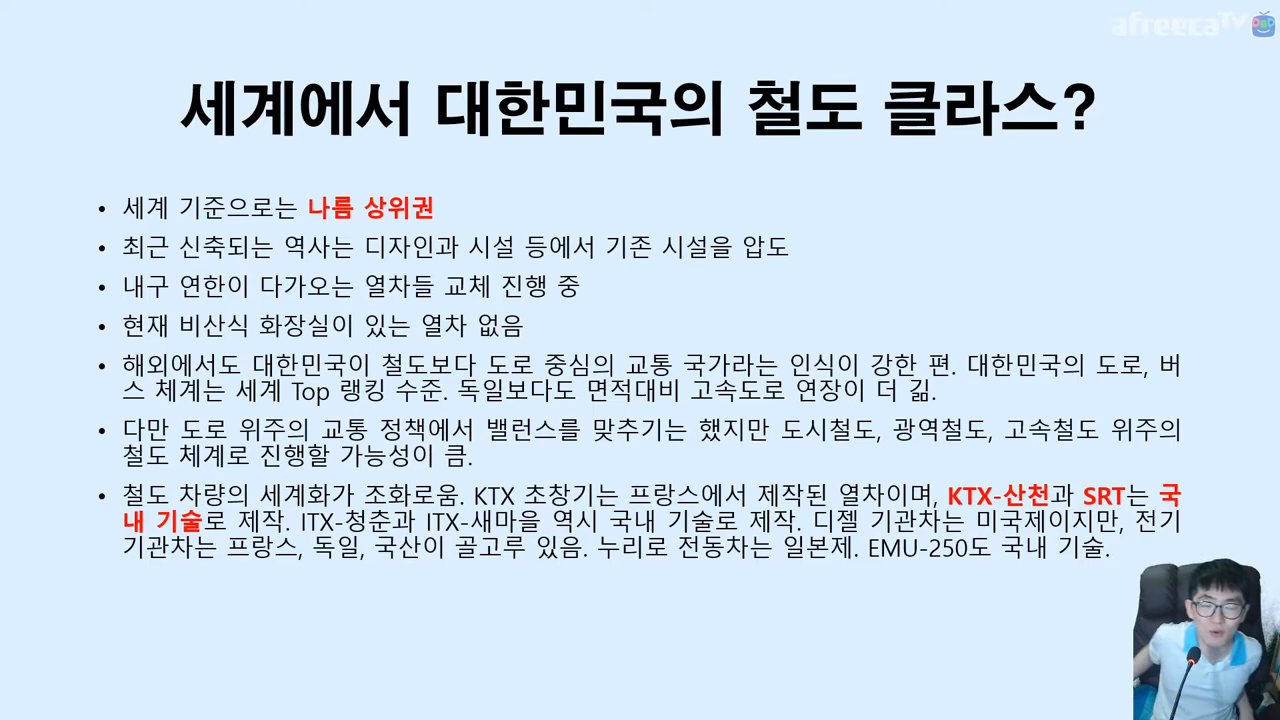 afreecaTV
세계에서 대한민국의 철도 클라스?
• 세계 기준으로는 나름 상위권
• 최근 신축되는 역사는 디자인과 시설 등에서 기존 시설을 압도
• 내구 연한이 다가오는 열차들 교체 진행 중
• 현재 비산식 화장실이 있는 열차 없음
• 해외에서도 대한민국이 철도보다 도로 중심의 교통 국가라는 인식이 강한 편. 대한민국의 도로, 버
스 체계는 세계 Top 랭킹 수준. 독일보다도 면적대비 고속도로 연장이 더 긺.
• 다만 도로 위주의 교통 정책에서 밸런스를 맞추기는 했지만 도시철도, 광역철도, 고속철도 위주의
철도 체계로 진행할 가능성이 큼.
• 철도 차량의 세계화가 조화로움. KTX 초창기는 프랑스에서 제작된 열차이며, KTX-산천과 SRT는 국
내 기술로 제작. ITX-청춘과 ITX-새마을 역시 국내 기술로 제작. 디젤 기관차는 미국제이지만, 전기
기관차는 프랑스, 독일, 국산이 골고루 있음. 누리로 전동차는 일본제. EMU-250도 국내 기술.